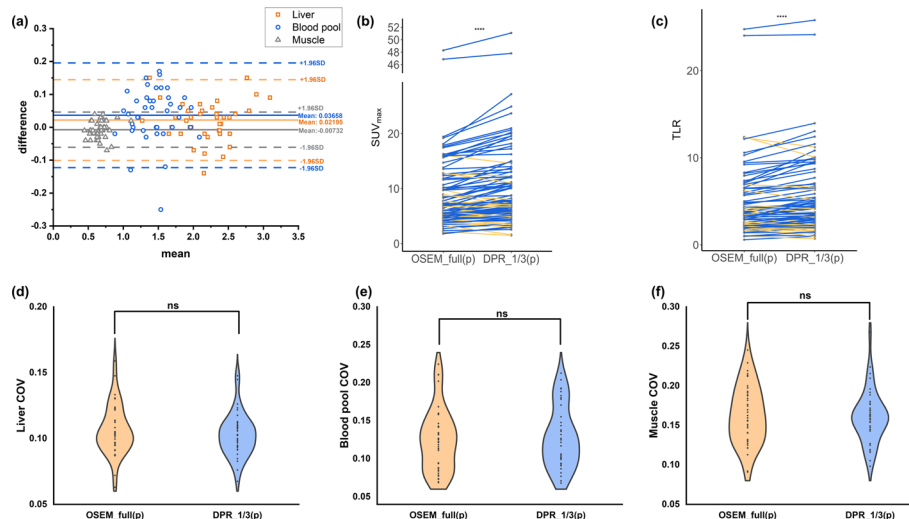 (a)
Liver
Blood pool
Muscle
0.3
0.2
0.1
0.0
-0.1
-0.2
-0.3
difference
+1.96SD
+1.96SD
+1.96SD
Mean: 0.03658
Mean: 0.02195
Mean:-0.00732
-1.96SD
-1.96SD
-1.96SD
0.0 0.5 1.0 1.5 2.0 2.5 3.0 3.5
mean
(b)
****
52
50
48
46
20
10
0
SUVmax
OSEM_full(p) DPR_1/3(p)
(c)
****
20
10
0
TLR
OSEM_full(p) DPR_1/3(p)
(d)
ns
0.20
0.15
0.10
0.05
Liver COV
OSEM_full(p) DPR_1/3(p)
(e)
ns
0.30
0.25
0.20
0.15
0.10
0.05
Blood pool COV
OSEM_full(p) DPR_1/3(p)
(f)
ns
0.30
0.25
0.20
0.15
0.10
0.05
Muscle COV
OSEM_full(p) DPR_1/3(p)